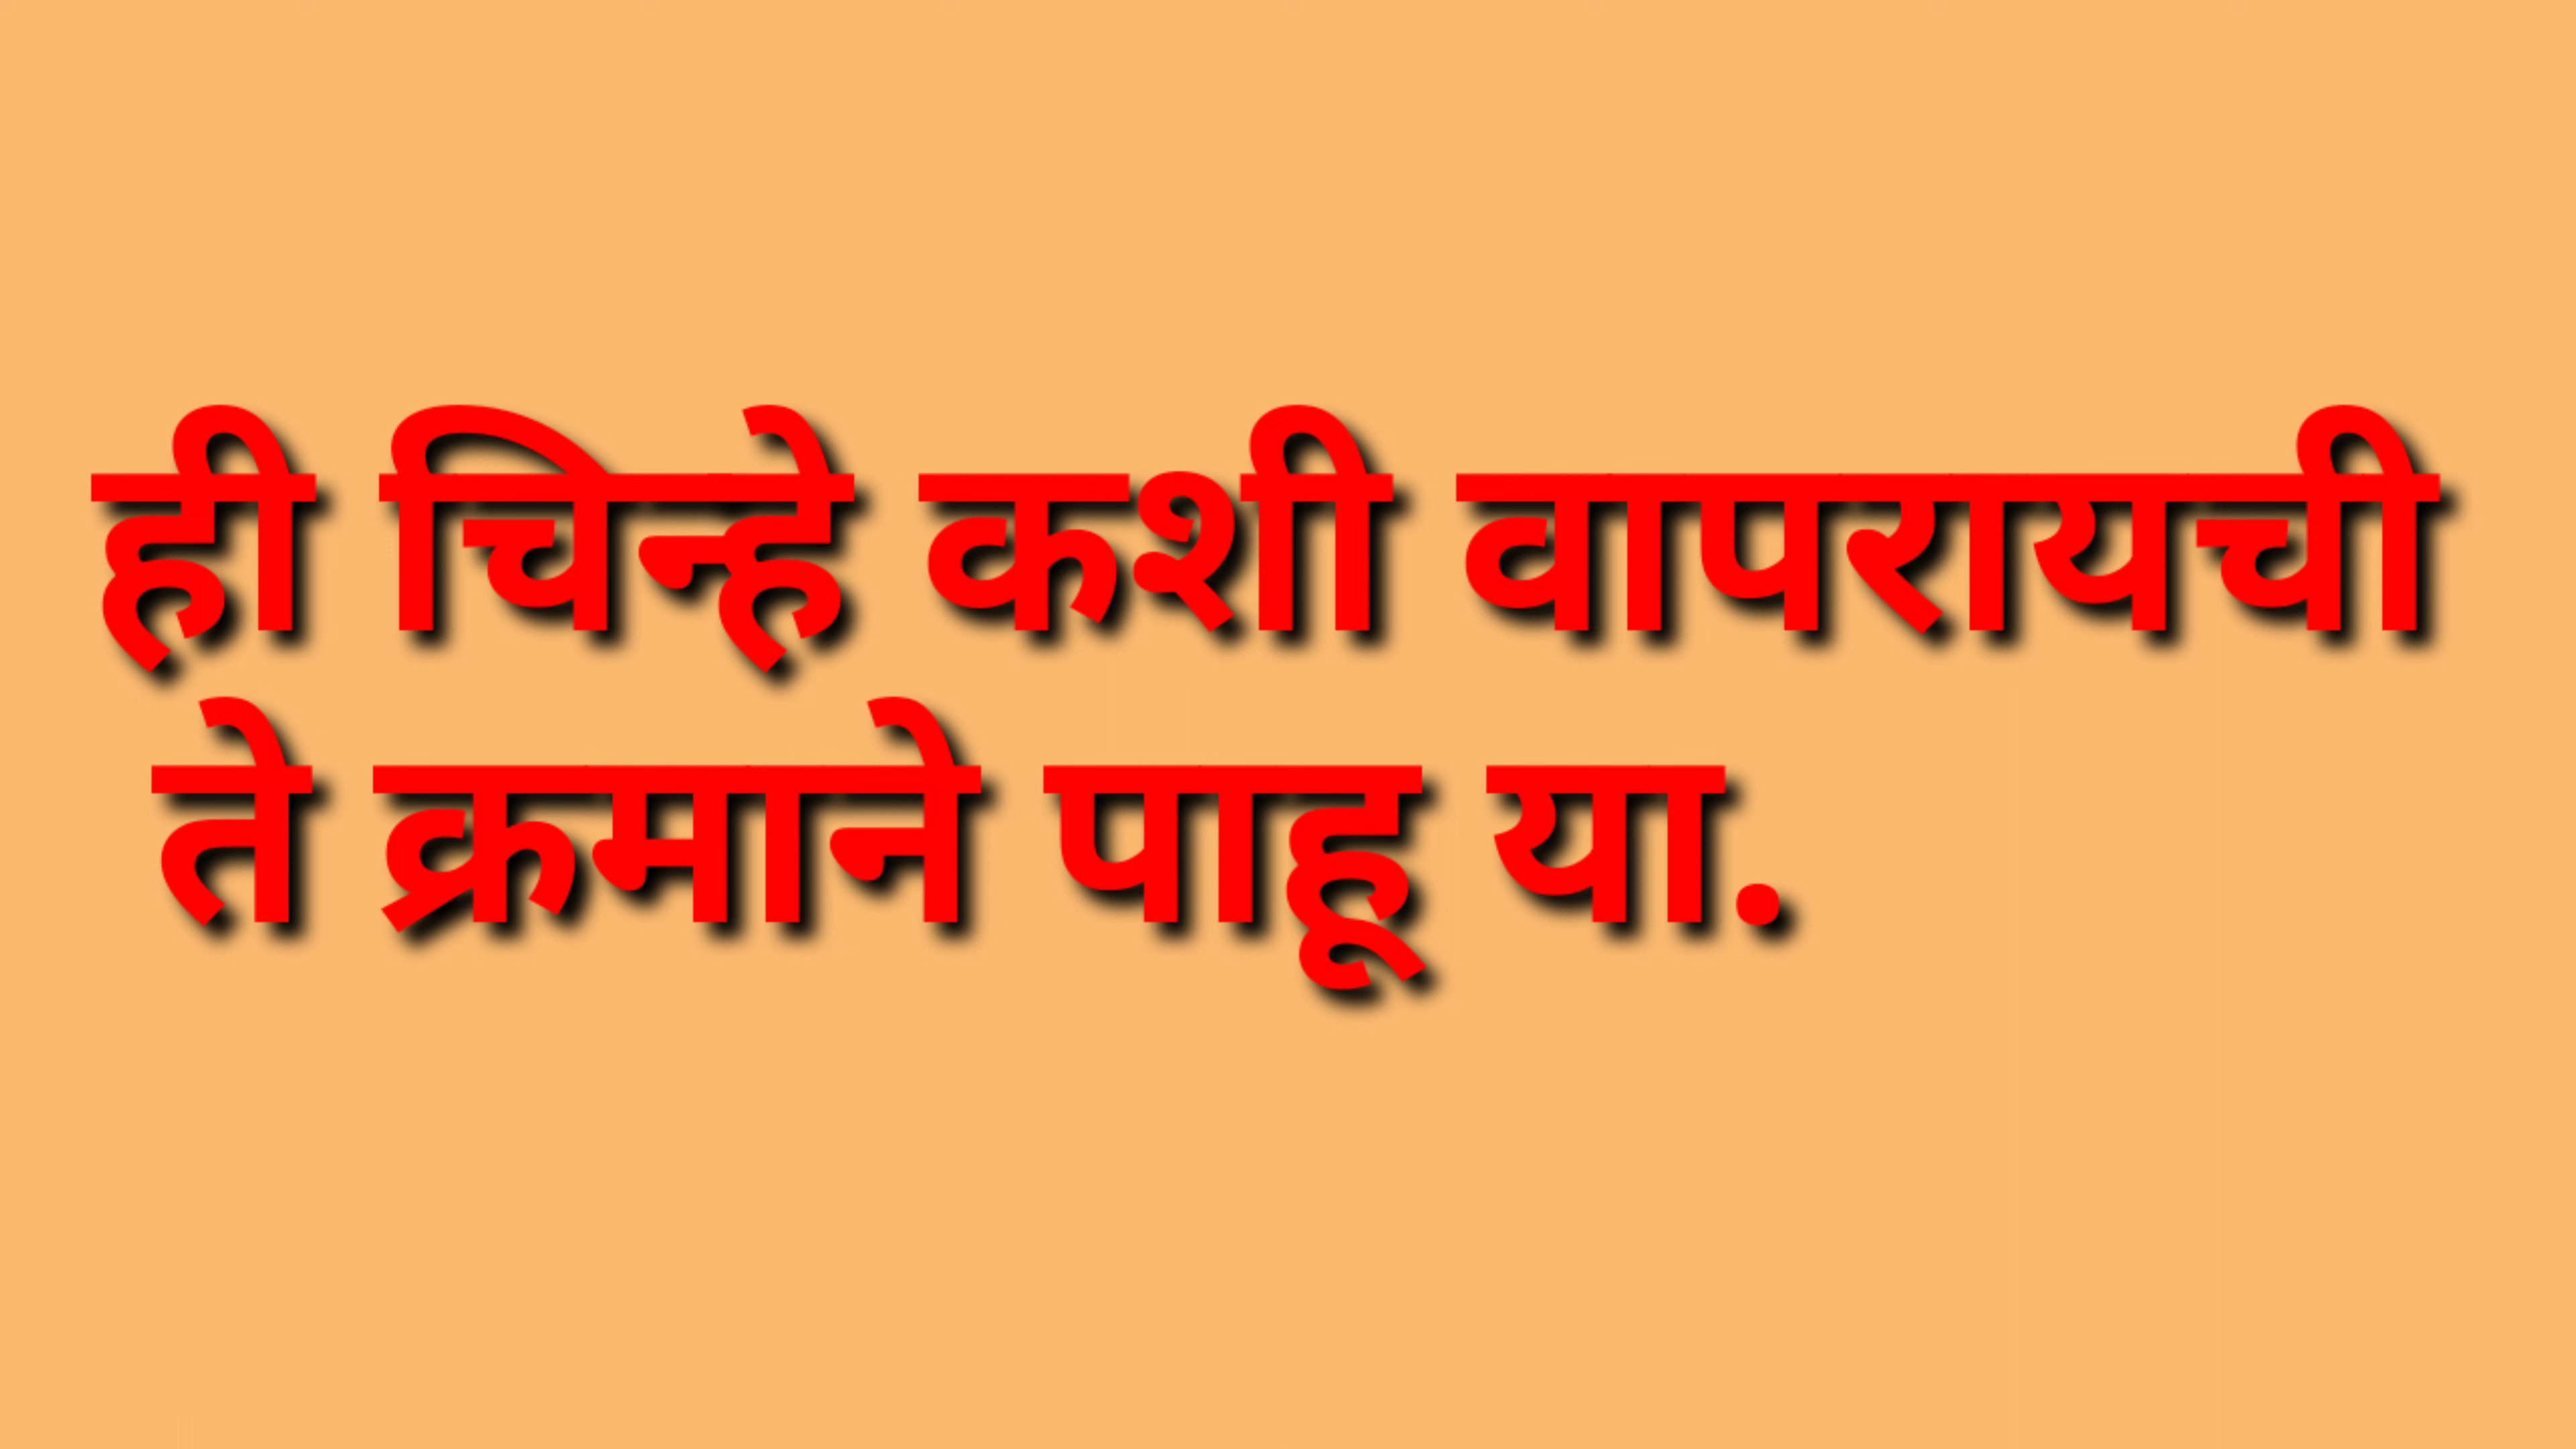 ही चिन्हे कशी वापरायची
ते क्रमाने पाहू या.